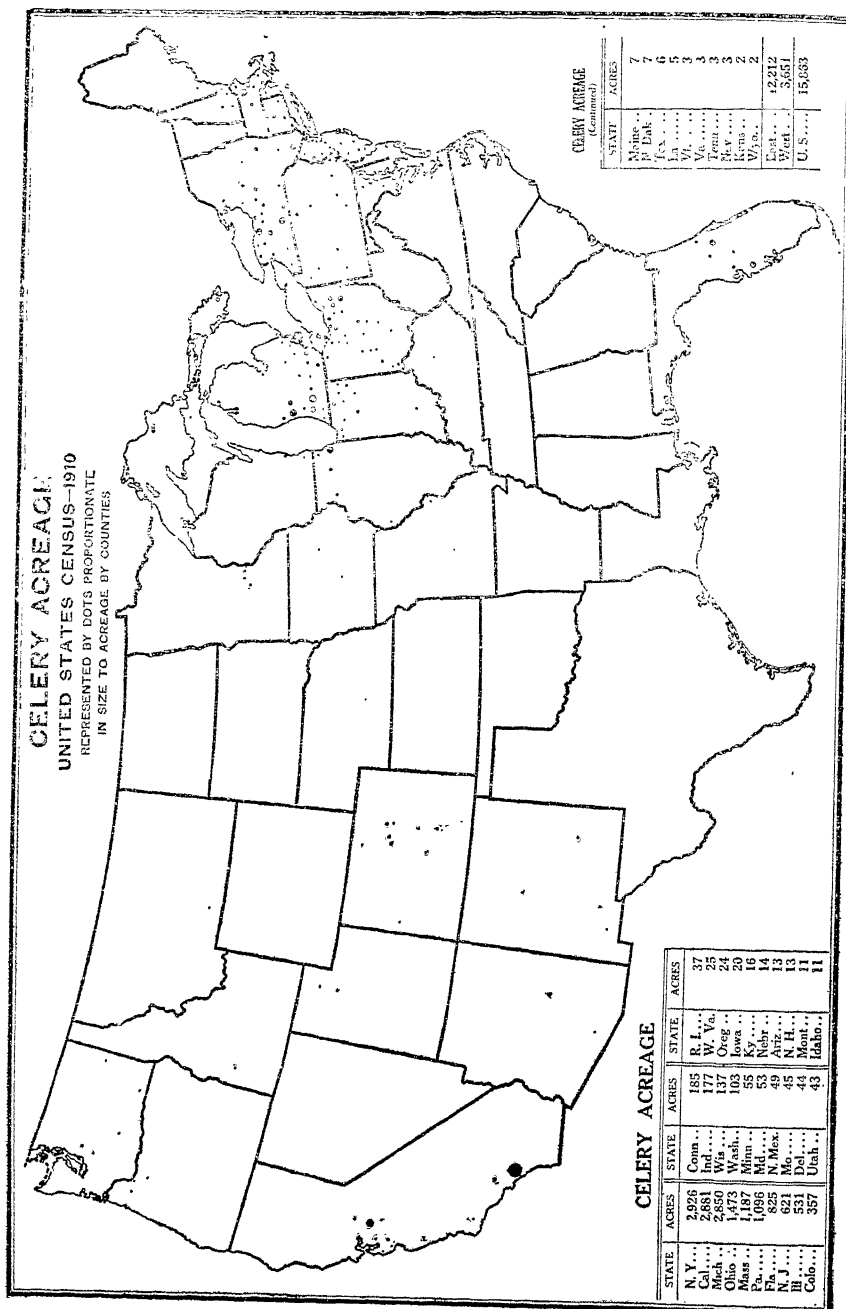 CELERY ACREAGE
UNITED STATES CENSUS—1910
REPRESENTED BY DOTS PROPORTIONATE
IN SIZE TO ACREAGE BY COUNTIES
CELERY ACREAGE
STATE ACRES STATE ACRES STATE ACRES
N. Y.... 2,926 Conn.. 185 R. I.... 37
Cal..... 2,881 Ind..... 177 W. Va. 25
Mich... 2,850 Wis... 137 Oreg.. 24
Ohio... 1,473 Wash.. 103 Iowa.. 20
Mass.. 1,187 Minn.. 55 Ky..... 16
Pa...... 1,096 Md..... 53 Nebr.. 14
Fla..... 825 N. Mex. 49 Ariz... 13
N. J.... 621 Mo..... 45 N. H... 13
Ill...... 531 Del..... 44 Mont.. 11
Colo... 357 Utah.. 43 Idaho.. 11
CELERY ACREAGE
(Continued)
STATE ACRES
Maine.. 7
N Dak. 7
Tex.... 6
La..... 5
Vt..... 3
Va..... 3
Tenn.. 3
Nev... 3
Kans.. 2
Wyo.. 2
East... 12,212
West.. 3,651
U. S.... 15,863